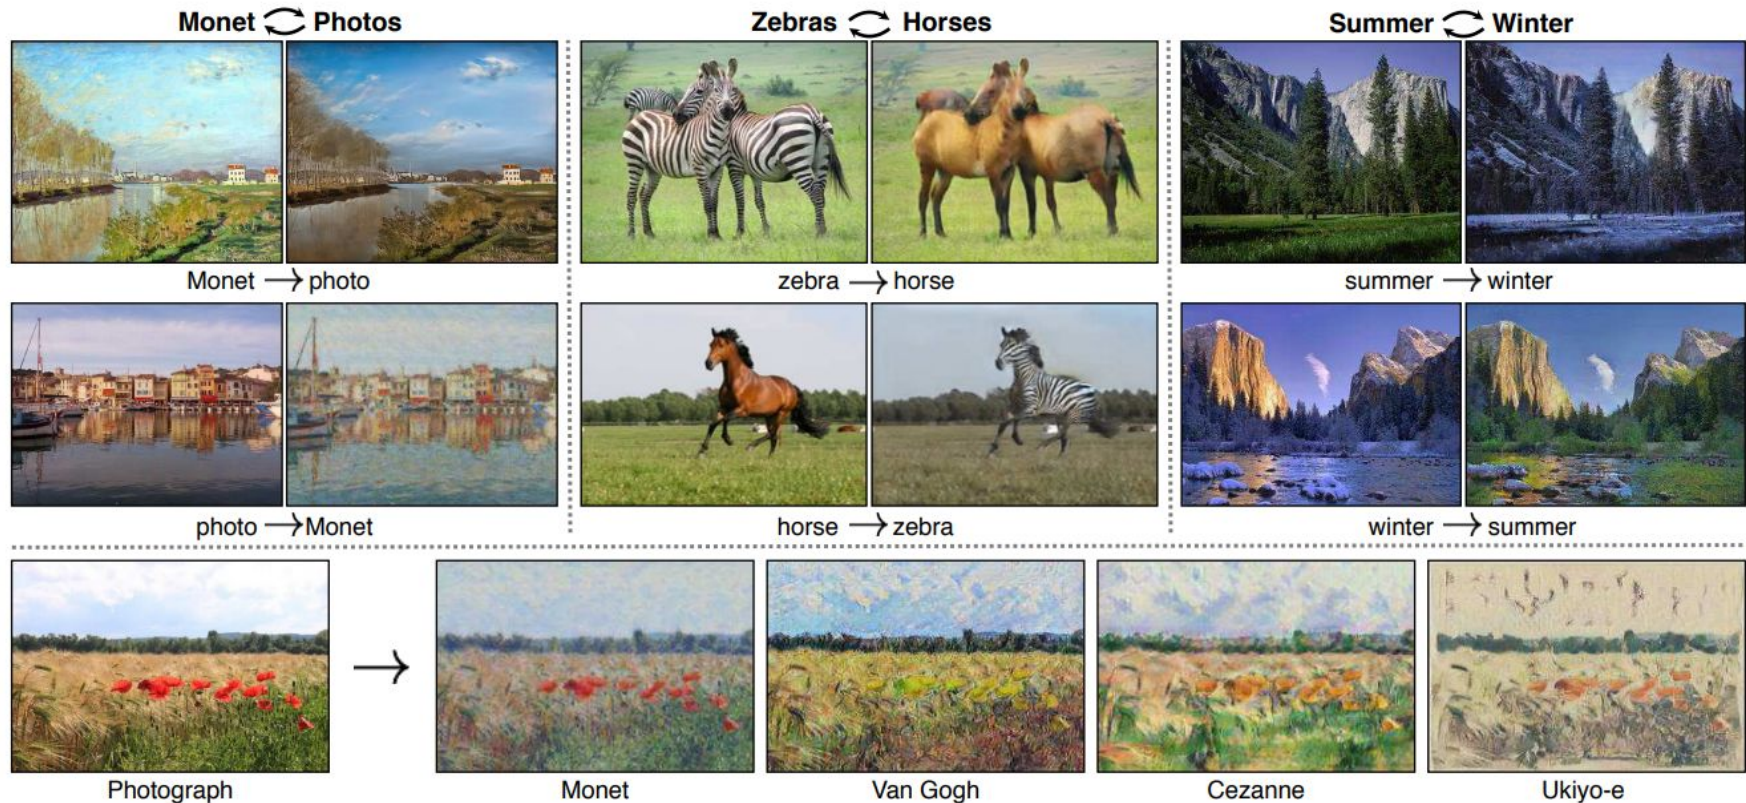 Monet Photos
Zebras Horses
Summer Winter
Monet → photo
zebra → horse
summer → winter
photo → Monet
horse → zebra
winter → summer
Photograph
Monet
Van Gogh
Cezanne
Ukiyo-e